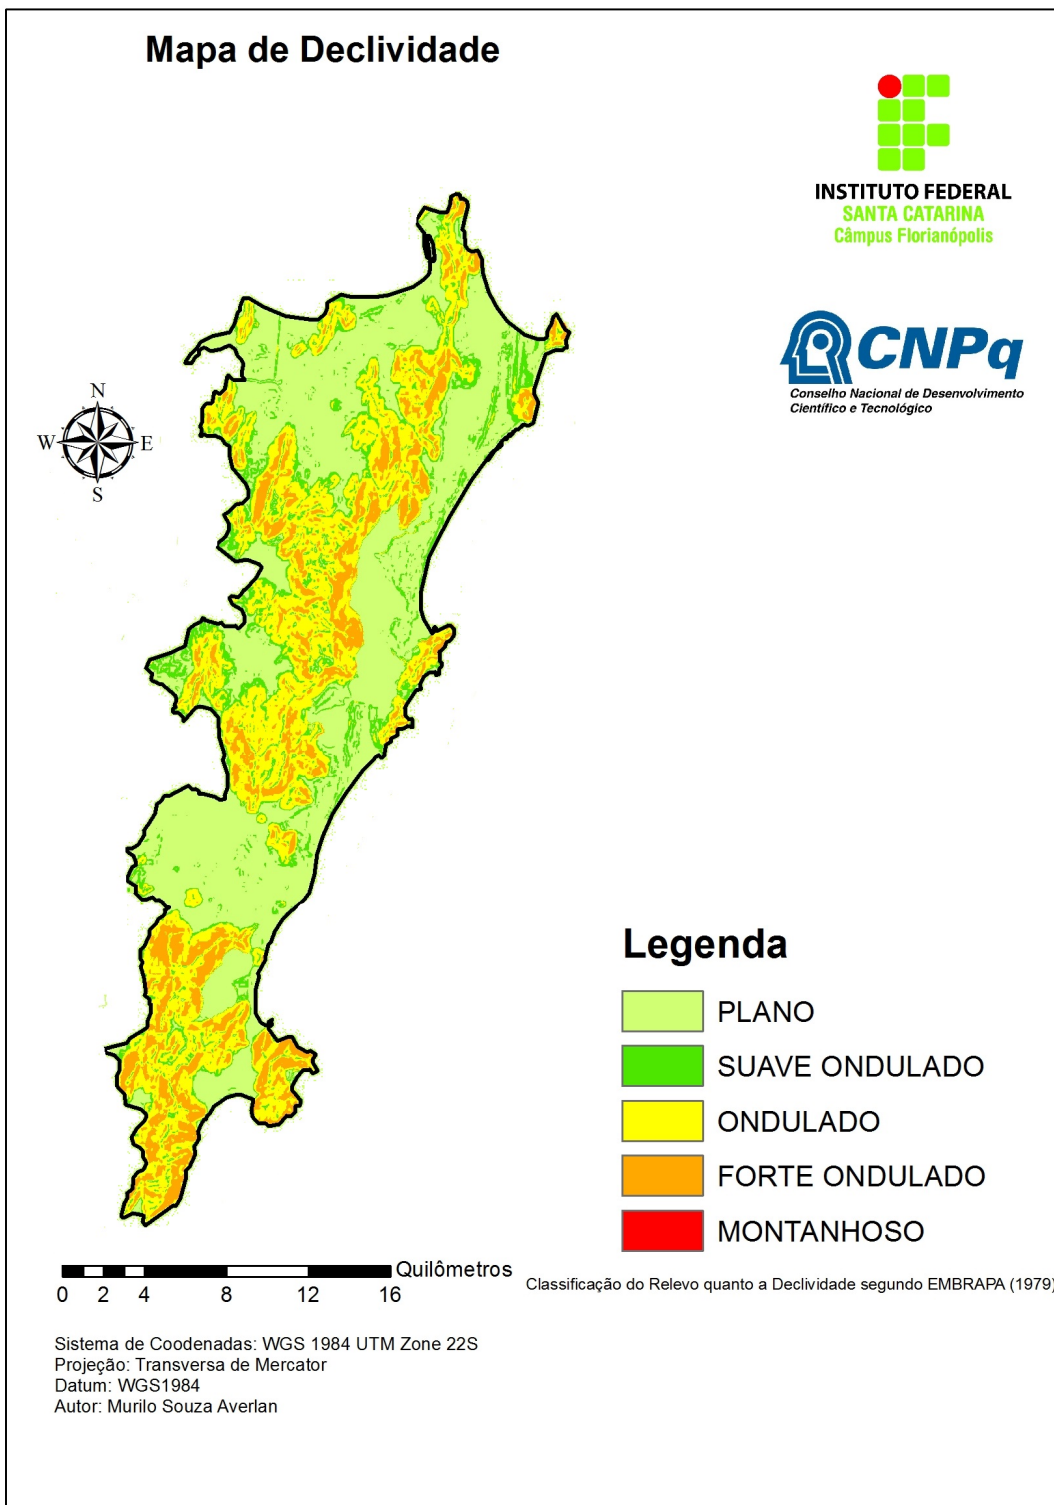 Mapa de Declividade
INSTITUTO FEDERAL
SANTA CATARINA
Câmpus Florianópolis
CNPq
Conselho Nacional de Desenvolvimento
Científico e Tecnológico
N
W E
S
Legenda
PLANO
SUAVE ONDULADO
ONDULADO
FORTE ONDULADO
MONTANHOSO
Quilômetros
0 2 4 8 12 16
Classificação do Relevo quanto a Declividade segundo EMBRAPA (1979)
Sistema de Coodenadas: WGS 1984 UTM Zone 22S
Projeção: Transversa de Mercator
Datum: WGS1984
Autor: Murilo Souza Averlan